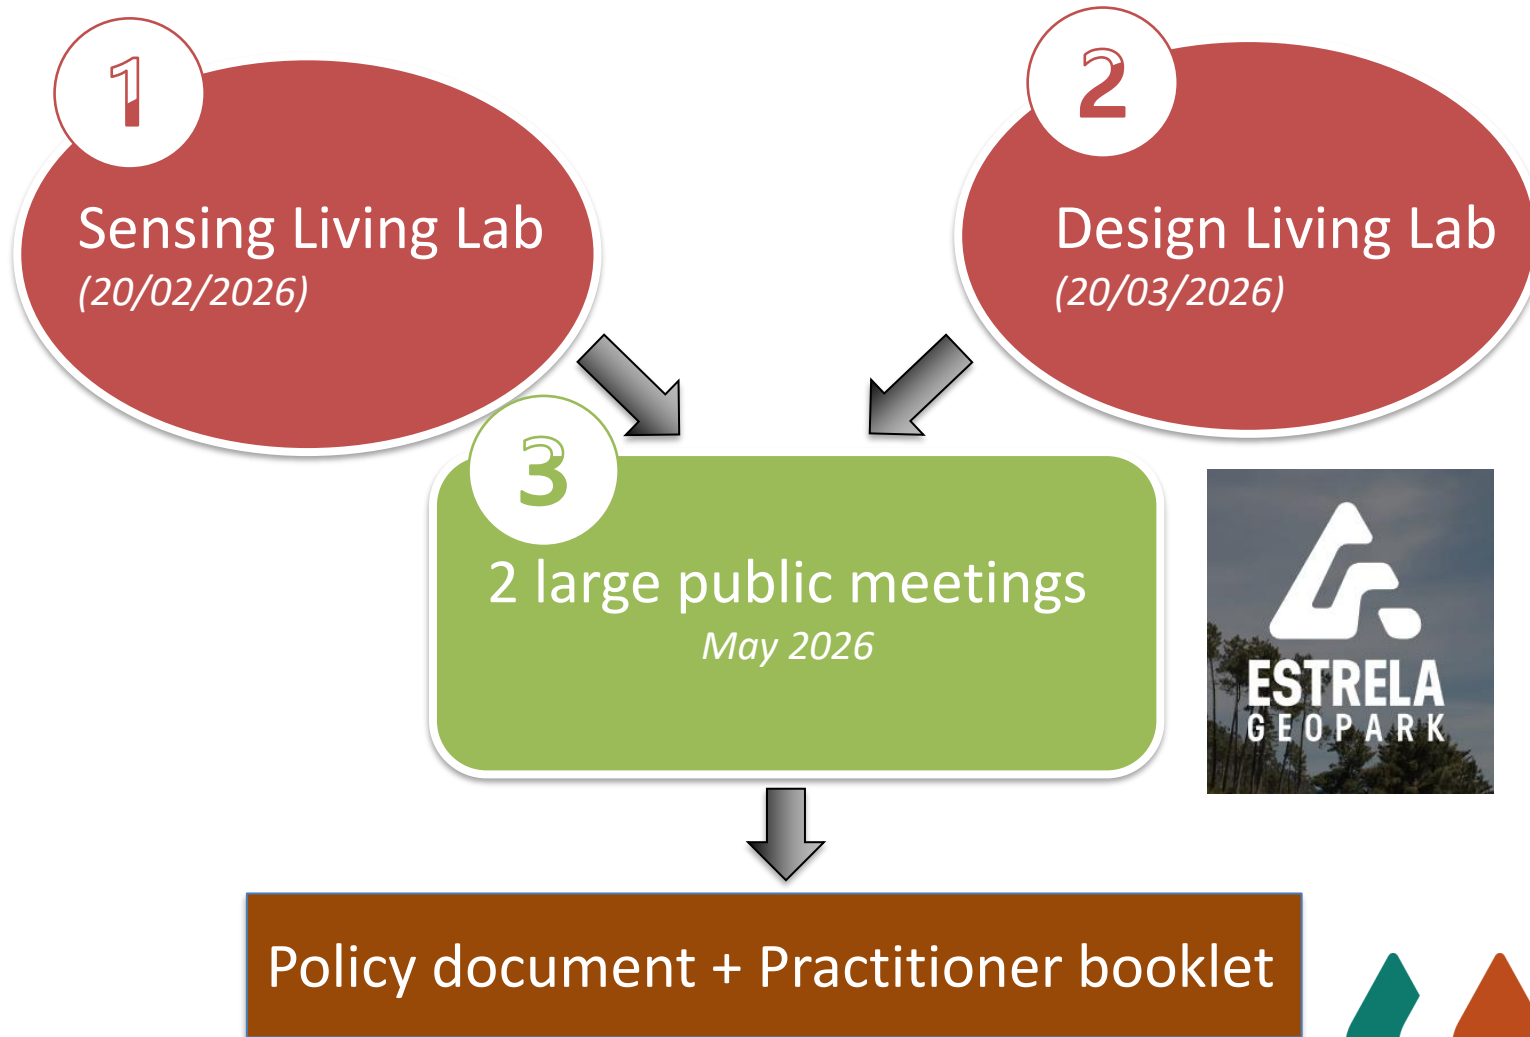 1
Sensing Living Lab
(20/02/2026)
2
Design Living Lab
(20/03/2026)
3
2 large public meetings
May 2026
ESTRELA
GEOPARK
Policy document + Practitioner booklet